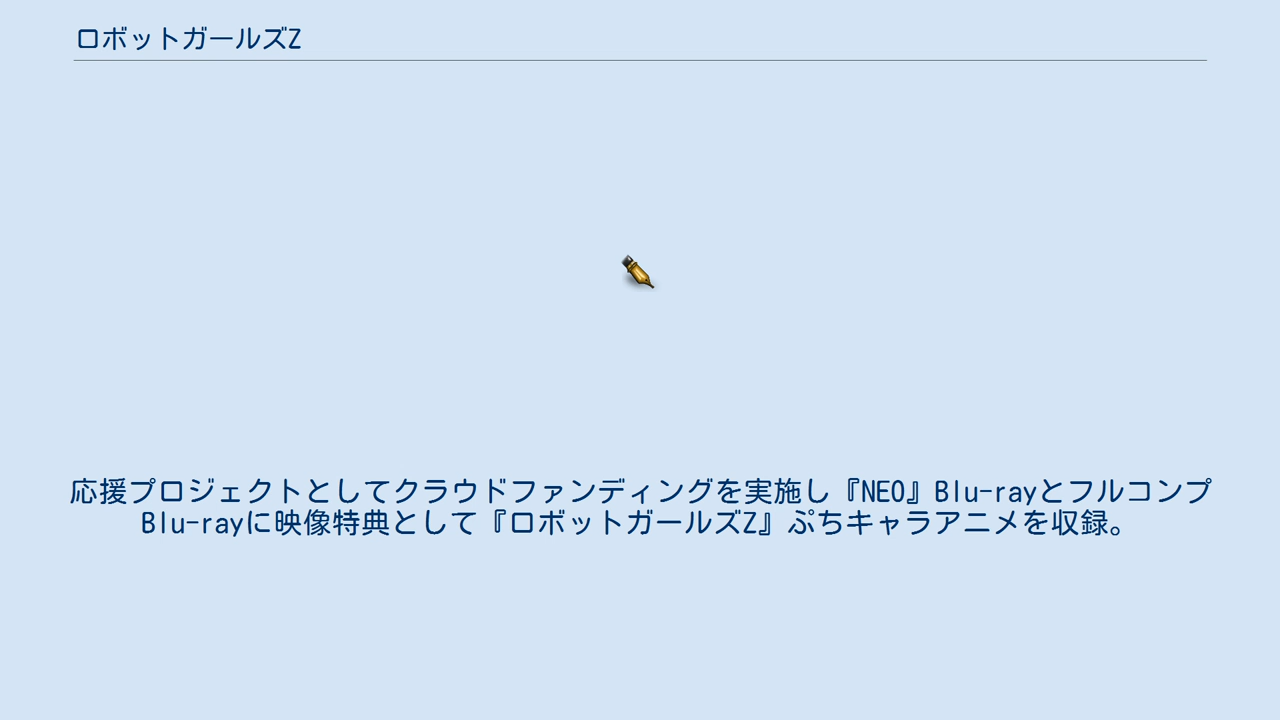 ロボットガールズZ
応援プロジェクトとしてクラウドファンディングを実施し『NEO』Blu-rayとフルコンプ
Blu-rayに映像特典として『ロボットガールズZ』ぷちキャラアニメを収録。